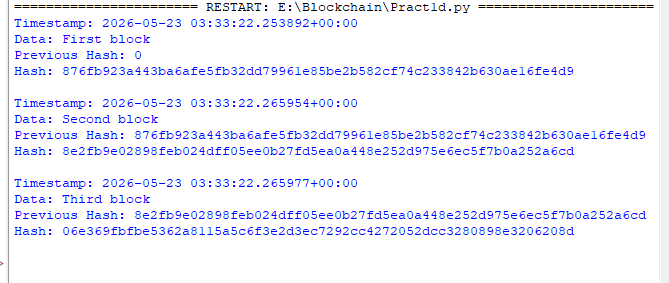 ======================= RESTART: E:\Blockchain\Pract1d.py ======================
Timestamp: 2026-05-23 03:33:22.253892+00:00
Data: First block
Previous Hash: 0
Hash: 876fb923a443ba6afe5fb32dd79961e85be2b582cf74c233842b630ae16fe4d9

Timestamp: 2026-05-23 03:33:22.265954+00:00
Data: Second block
Previous Hash: 876fb923a443ba6afe5fb32dd79961e85be2b582cf74c233842b630ae16fe4d9
Hash: 8e2fb9e02898feb024dff05ee0b27fd5ea0a448e252d975e6ec5f7b0a252a6cd

Timestamp: 2026-05-23 03:33:22.265977+00:00
Data: Third block
Previous Hash: 8e2fb9e02898feb024dff05ee0b27fd5ea0a448e252d975e6ec5f7b0a252a6cd
Hash: 06e369fbfbe5362a8115a5c6f3e2d3ec7292cc4272052dcc3280898e3206208d